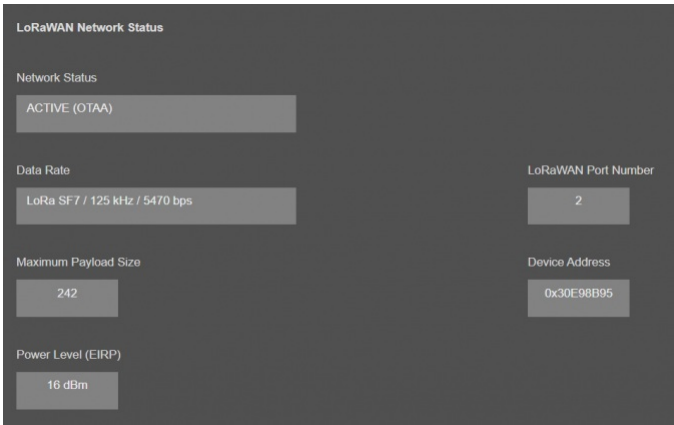 LoRaWAN Network Status
Network Status
ACTIVE (OTAA)
Data Rate
LoRaWAN Port Number
LoRa SF7 / 125 kHz / 5470 bps
2
Maximum Payload Size
Device Address
242
0x30E98B95
Power Level (EIRP)
16 dBm